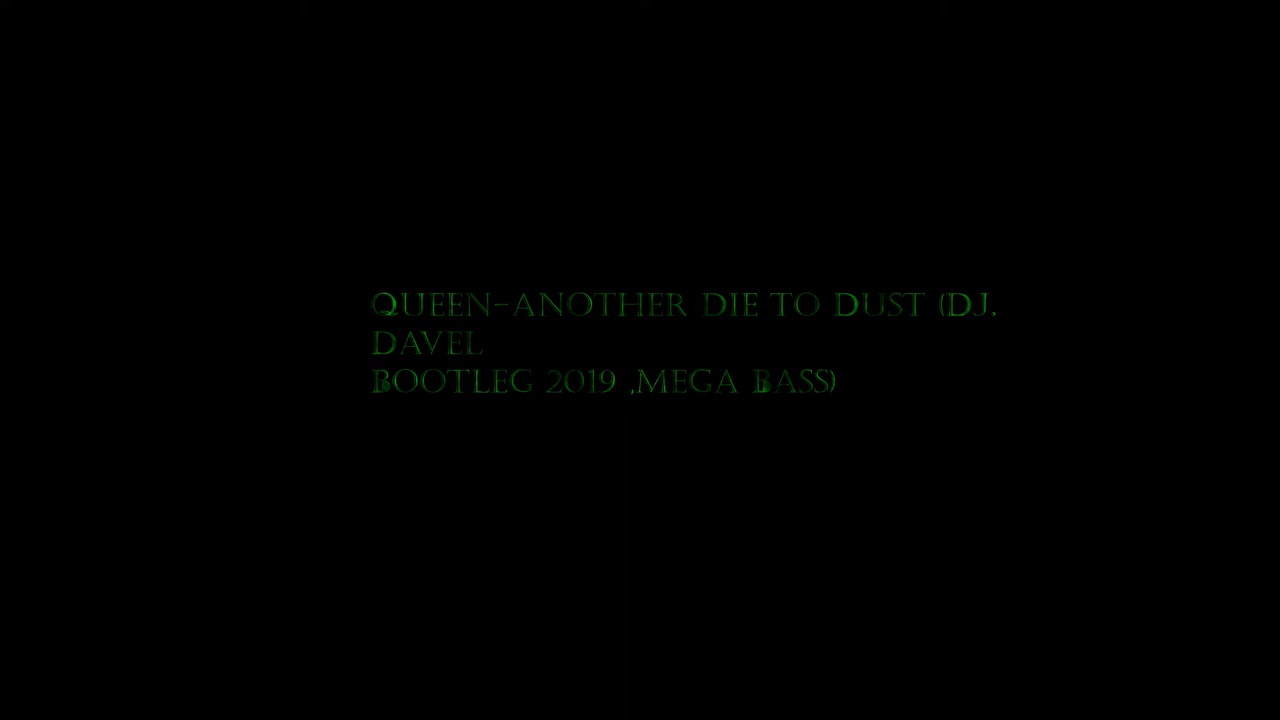 QUEEN-ANOTHER DIE TO DUST (DJ.
DAVEL
BOOTLEG 2019 ,MEGA BASS)